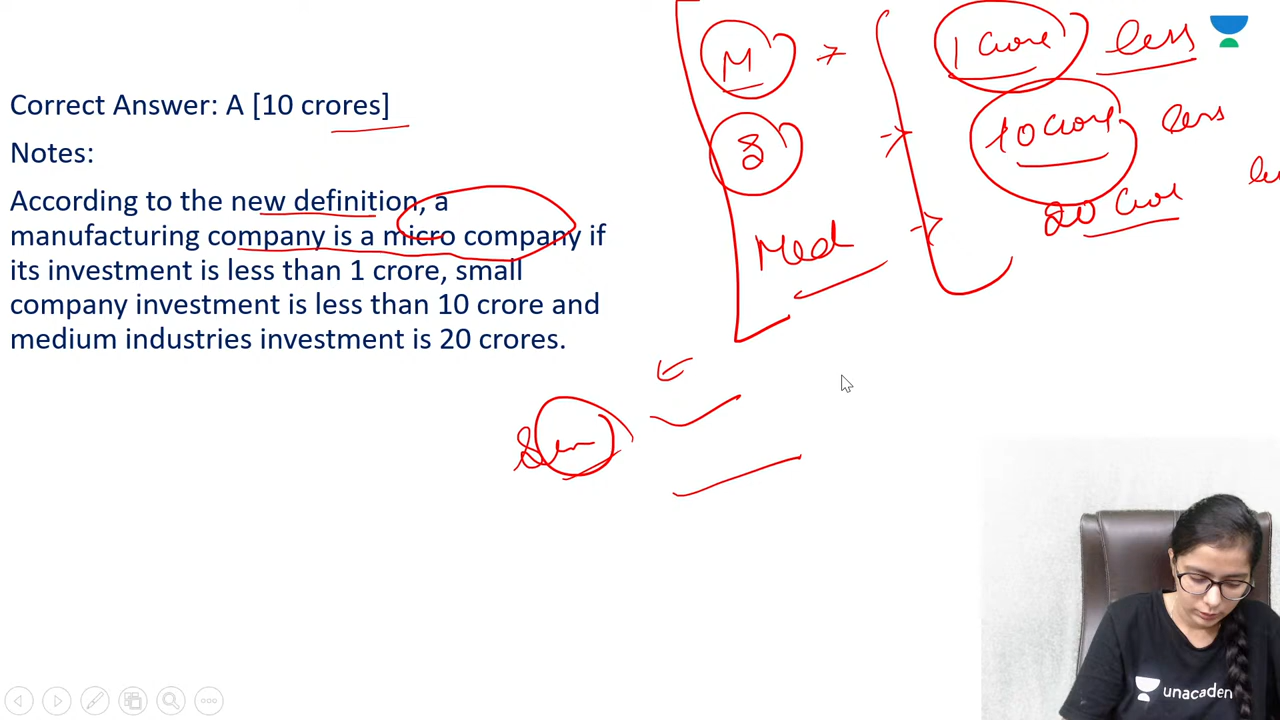 Correct Answer: A [10 crores]
Notes:
According to the new definition, a
manufacturing company is a micro company if
its investment is less than 1 crore, small
company investment is less than 10 crore and
medium industries investment is 20 crores.
M → 1 Crore less
S → 10 Crore less
Med → 20 Cror
unacaden